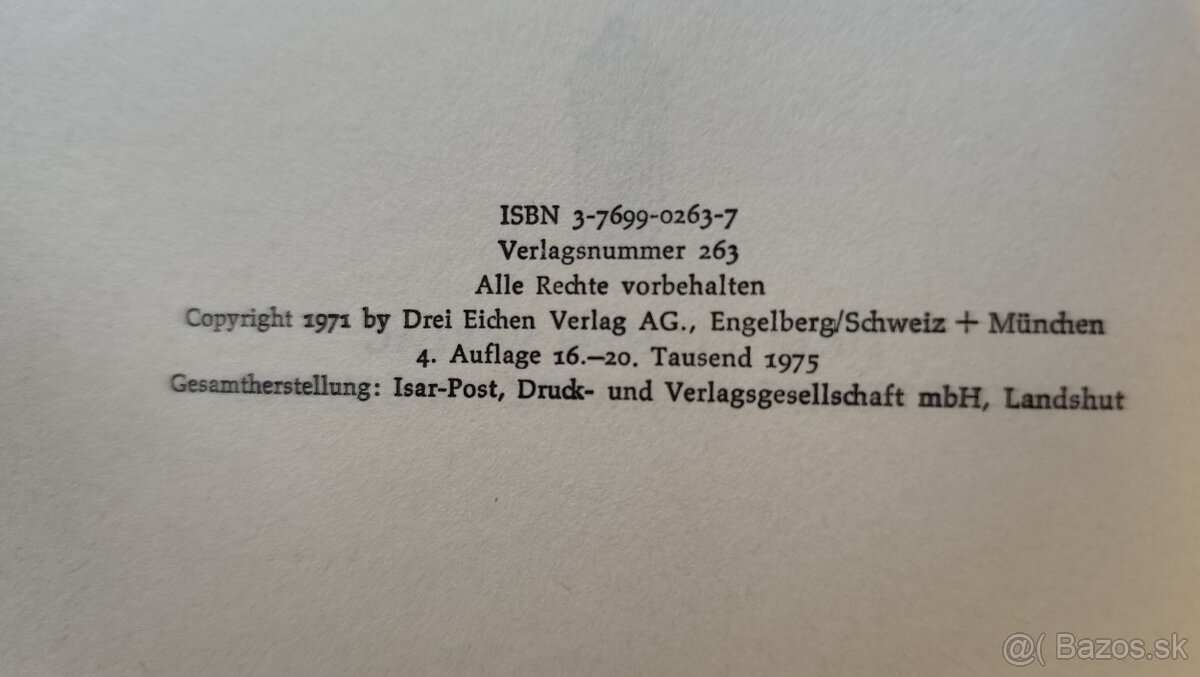 ISBN 3-7699-0263-7
Verlagsnummer 263
Alle Rechte vorbehalten
Copyright 1971 by Drei Eichen Verlag AG., Engelberg/Schweiz + München
4. Auflage 16.—20. Tausend 1975
Gesamtherstellung: Isar-Post, Druck- und Verlagsgesellschaft mbH, Landshut
@( Bazos.sk